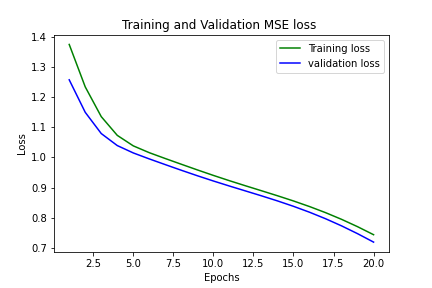 Training and Validation MSE loss
Training loss
validation loss
Loss
1.4
1.3
1.2
1.1
1.0
0.9
0.8
0.7
2.5 5.0 7.5 10.0 12.5 15.0 17.5 20.0
Epochs